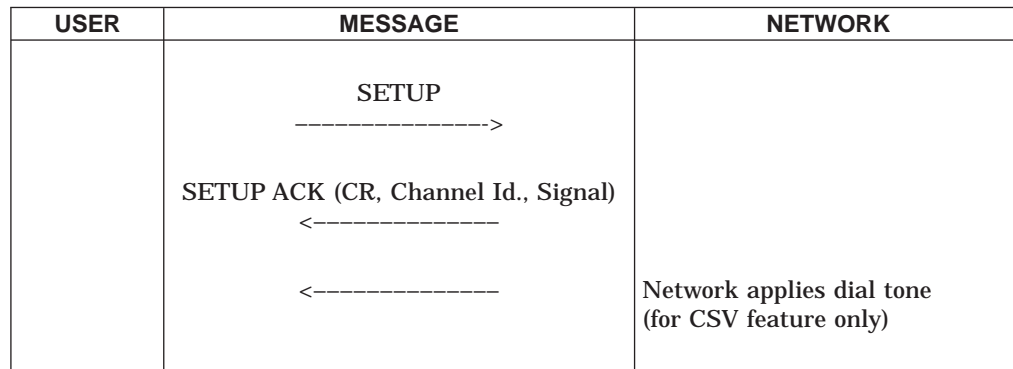 USER MESSAGE NETWORK
SETUP
––––––––––––––->
SETUP ACK (CR, Channel Id., Signal)
<––––––––––––––
<–––––––––––––– Network applies dial tone
(for CSV feature only)